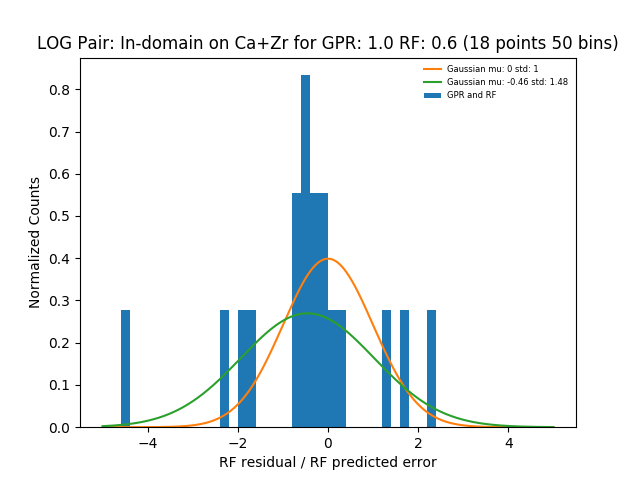 LOG Pair: In-domain on Ca+Zr for GPR: 1.0 RF: 0.6 (18 points 50 bins)
Gaussian mu: 0 std: 1
Gaussian mu: -0.46 std: 1.48
GPR and RF
Normalized Counts
0.8
0.7
0.6
0.5
0.4
0.3
0.2
0.1
0.0
−4 −2 0 2 4
RF residual / RF predicted error